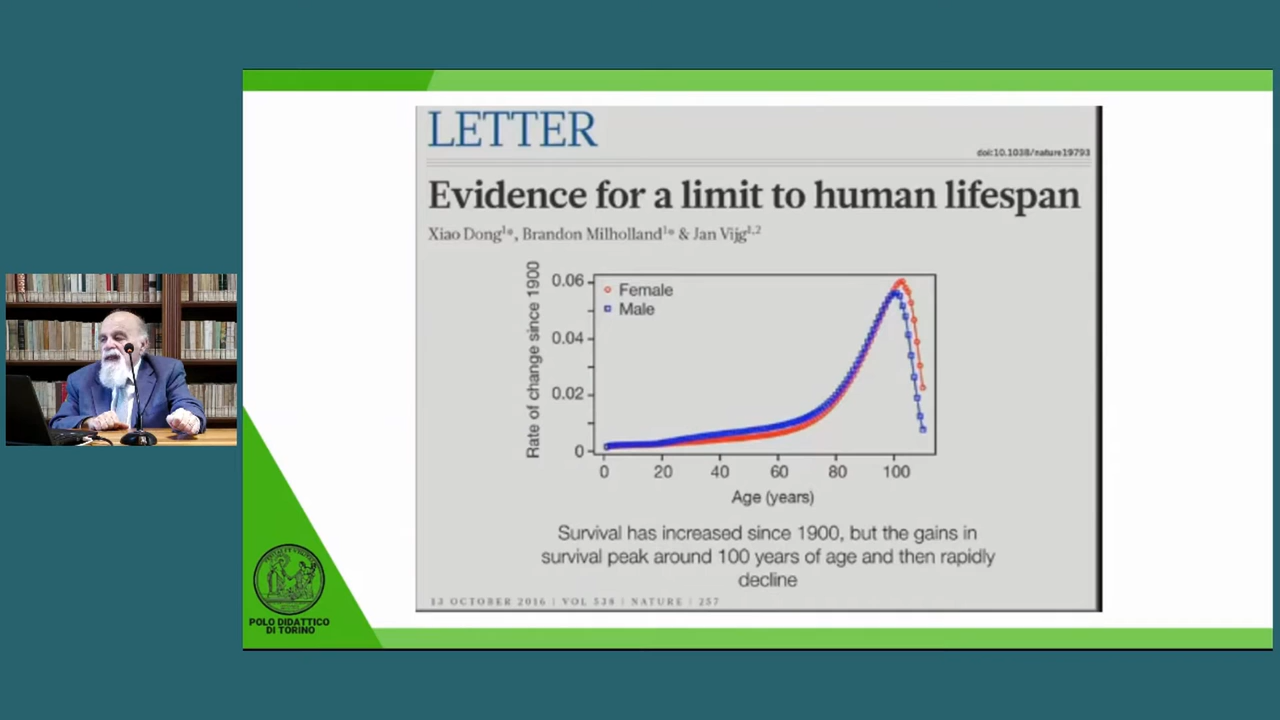 LETTER
doi:10.1038/nature19793
Evidence for a limit to human lifespan
Xiao Dong1*, Brandon Milholland1* & Jan Vijg1,2
Rate of change since 1900
0.06
0.04
0.02
0
Female
Male
0 20 40 60 80 100
Age (years)
Survival has increased since 1900, but the gains in
survival peak around 100 years of age and then rapidly
decline
13 OCTOBER 2016 | VOL 538 | NATURE | 257
POLO DIDATTICO
DI TORINO